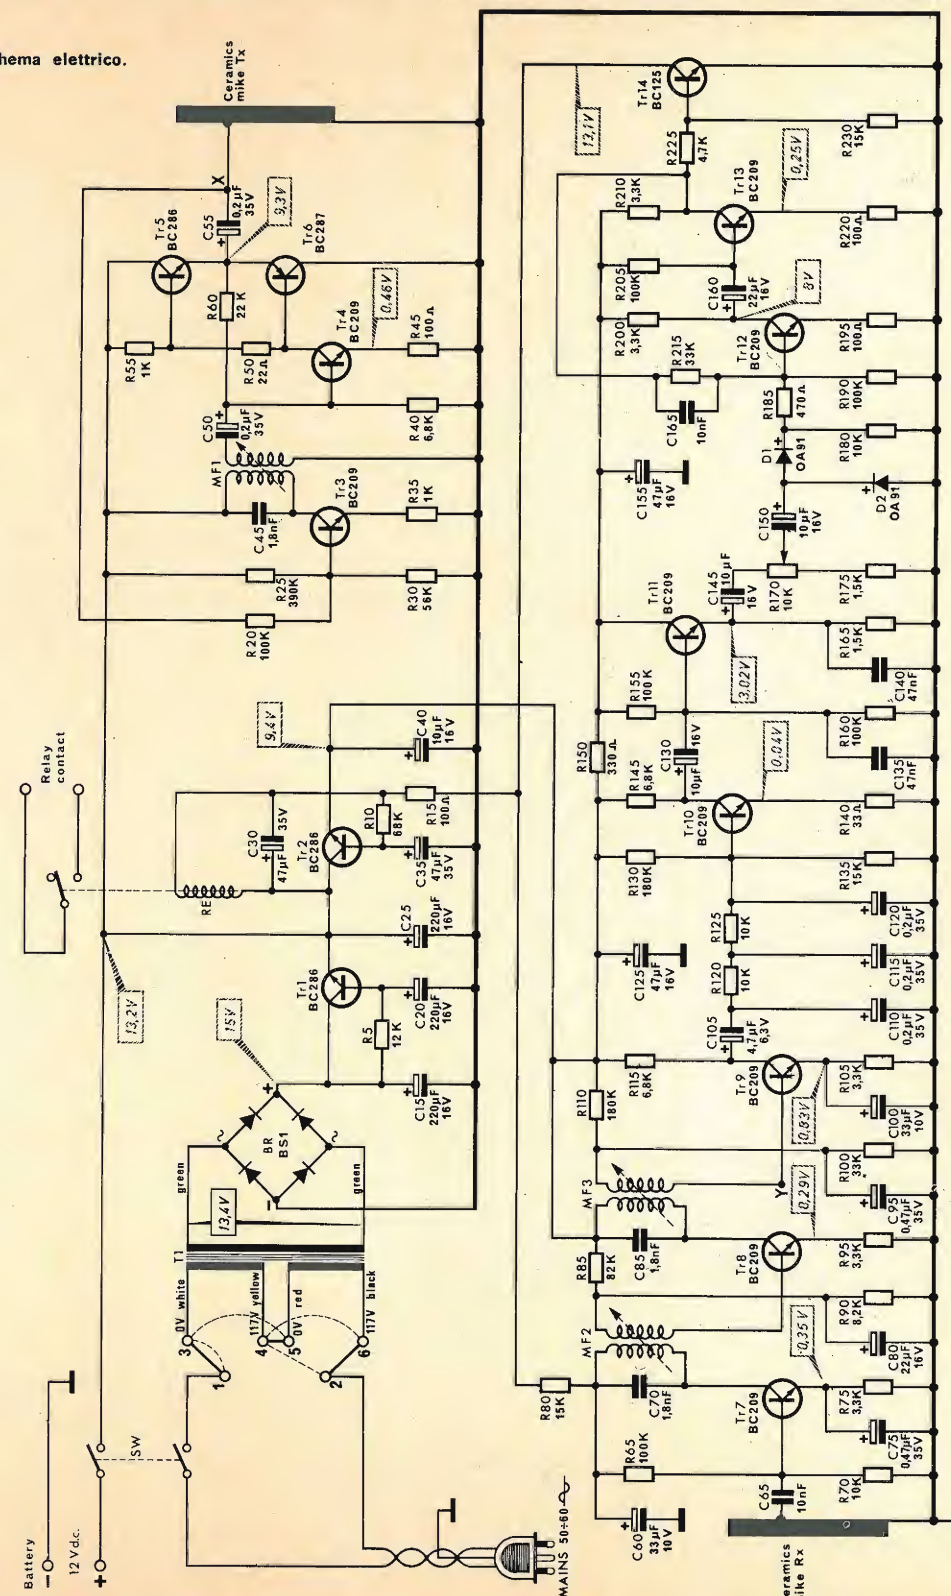 hema elettrico.
Battery
12 V d.c.
SW
MAINS 50÷60
1
2
3
4
5
6
0V white
117V yellow
0V red
117V black
T1
13,4V
green
green
BR
BS1
15V
13,2V
Relay
contact
RE
C15
220µF
16V
R5
12K
Tr1
BC286
C20
220µF
16V
C25
220µF
16V
C30
47µF
35V
Tr2
BC286
C35
47µF
35V
R10
68K
R15
100Ω
C40
10µF
16V
9,4V
R20
100K
R25
390K
R30
56K
Tr3
BC209
R35
1K
C45
1,8nF
MF1
C50
0,2µF
35V
R40
6,8K
R45
100Ω
Tr4
BC209
0,46V
R50
22Ω
R55
1K
R60
22K
Tr5
BC286
Tr6
BC287
C55
0,2µF
35V
9,3V
X
Ceramics
mike Tx
eramics
ike Rx
C60
33µF
10V
C65
10nF
R65
100K
R70
10K
Tr7
BC209
C70
1,8nF
C75
0,47µF
35V
R75
3,3K
0,35V
R80
15K
MF2
C80
22µF
16V
R85
82K
R90
8,2K
Tr8
BC209
C85
1,8nF
R95
3,3K
0,29V
MF3
Y
C95
0,47µF
35V
R100
33K
0,83V
R110
180K
Tr9
BC209
C100
33µF
10V
R105
3,3K
R115
6,8K
C105
4,7µF
6,3V
C110
0,2µF
35V
R120
10K
C115
0,2µF
35V
R125
10K
C120
0,2µF
35V
C125
47µF
16V
R130
180K
R135
15K
Tr10
BC209
R140
33Ω
0,04V
R145
6,8K
R150
330Ω
C130
10µF
16V
C135
47nF
R155
100K
R160
100K
Tr11
BC209
3,02V
C140
47nF
R165
1,5K
C145
10µF
16V
R170
10K
R175
1,5K
C150
10µF
16V
C155
47µF
16V
D1
OA91
D2
OA91
R180
10K
R185
470Ω
R190
100K
C165
10nF
R215
33K
Tr12
BC209
R195
100Ω
R200
3,3K
8V
C160
22µF
16V
R205
100K
R210
3,3K
Tr13
BC209
0,25V
R220
100Ω
R225
4,7K
13,1V
Tr14
BC125
R230
15K